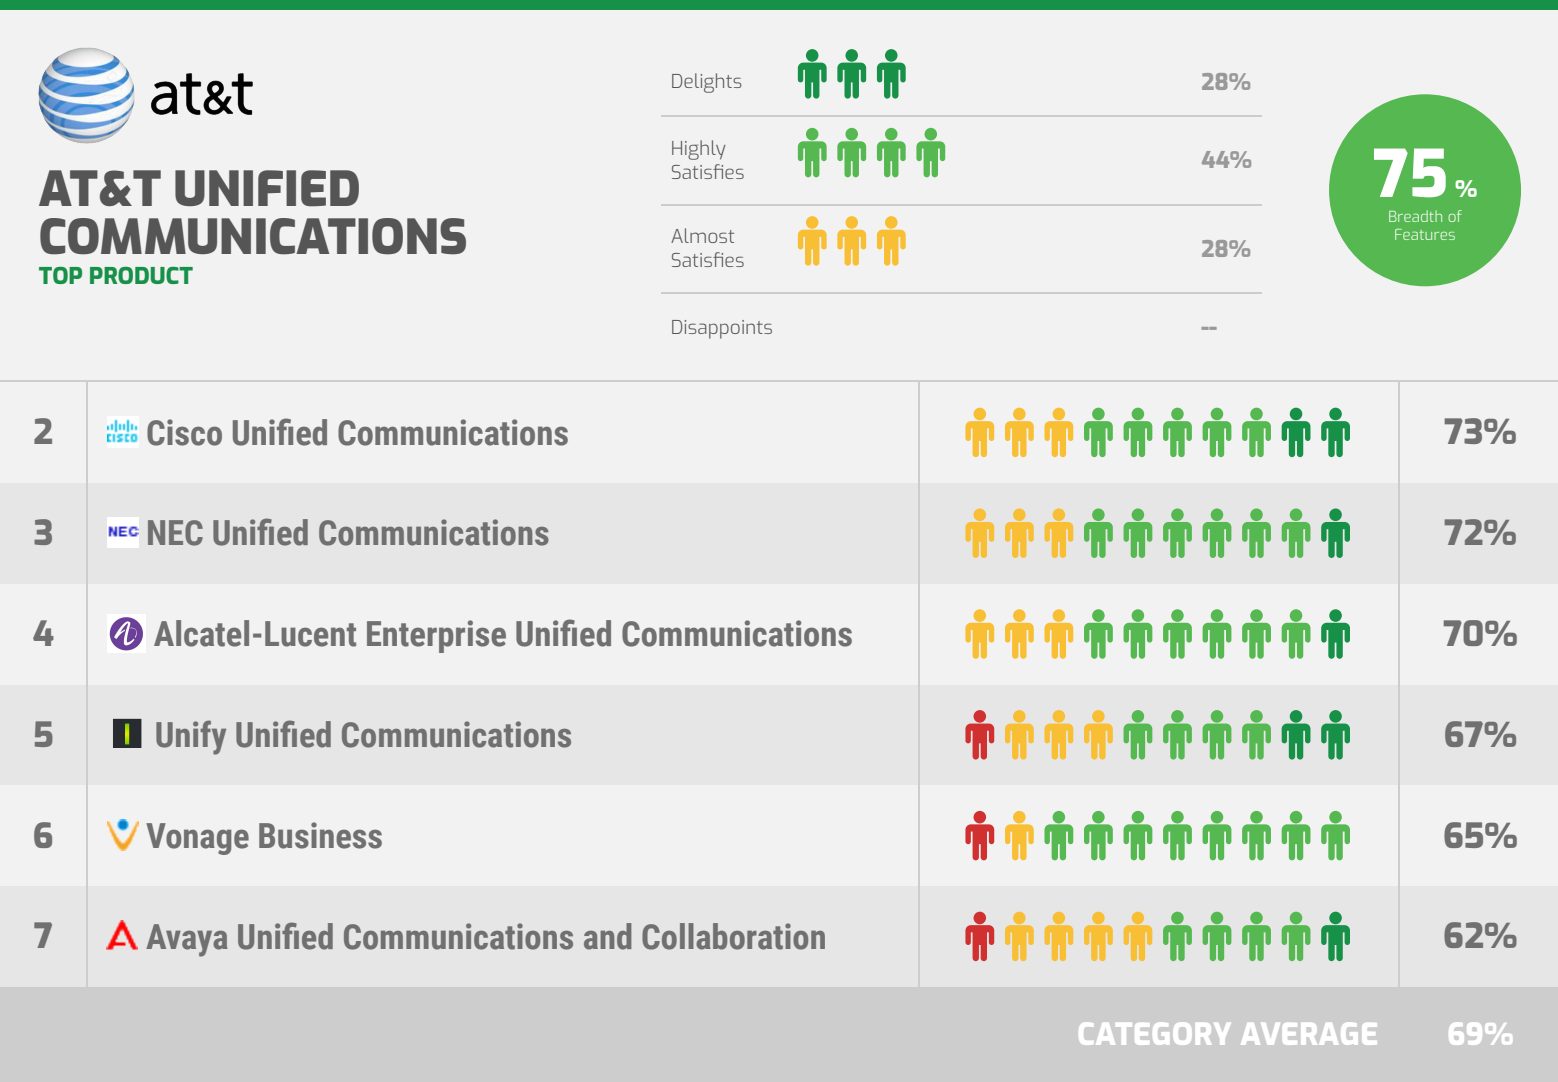 at&t
AT&T UNIFIED
COMMUNICATIONS
TOP PRODUCT
Delights 28%
Highly
Satisfies 44%
Almost
Satisfies 28%
Disappoints --
75 %
Breadth of
Features
2 CISCO Cisco Unified Communications 73%
3 NEC NEC Unified Communications 72%
4 Alcatel-Lucent Enterprise Unified Communications 70%
5 Unify Unified Communications 67%
6 Vonage Business 65%
7 Avaya Unified Communications and Collaboration 62%
CATEGORY AVERAGE 69%